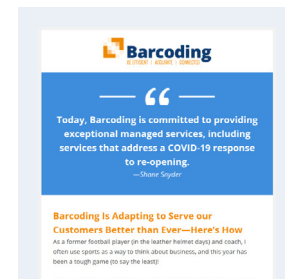 Barcoding
EFFICIENT | ACCURATE | CONNECTED
Today, Barcoding is committed to providing
exceptional managed services, including
services that address a COVID-19 response
to re-opening.
—Shane Snyder
Barcoding Is Adapting to Serve our
Customers Better than Ever—Here's How
As a former football player (in the leather helmet days) and coach, I
often use sports as a way to think about business, and this year has
been a tough game (to say the least)!